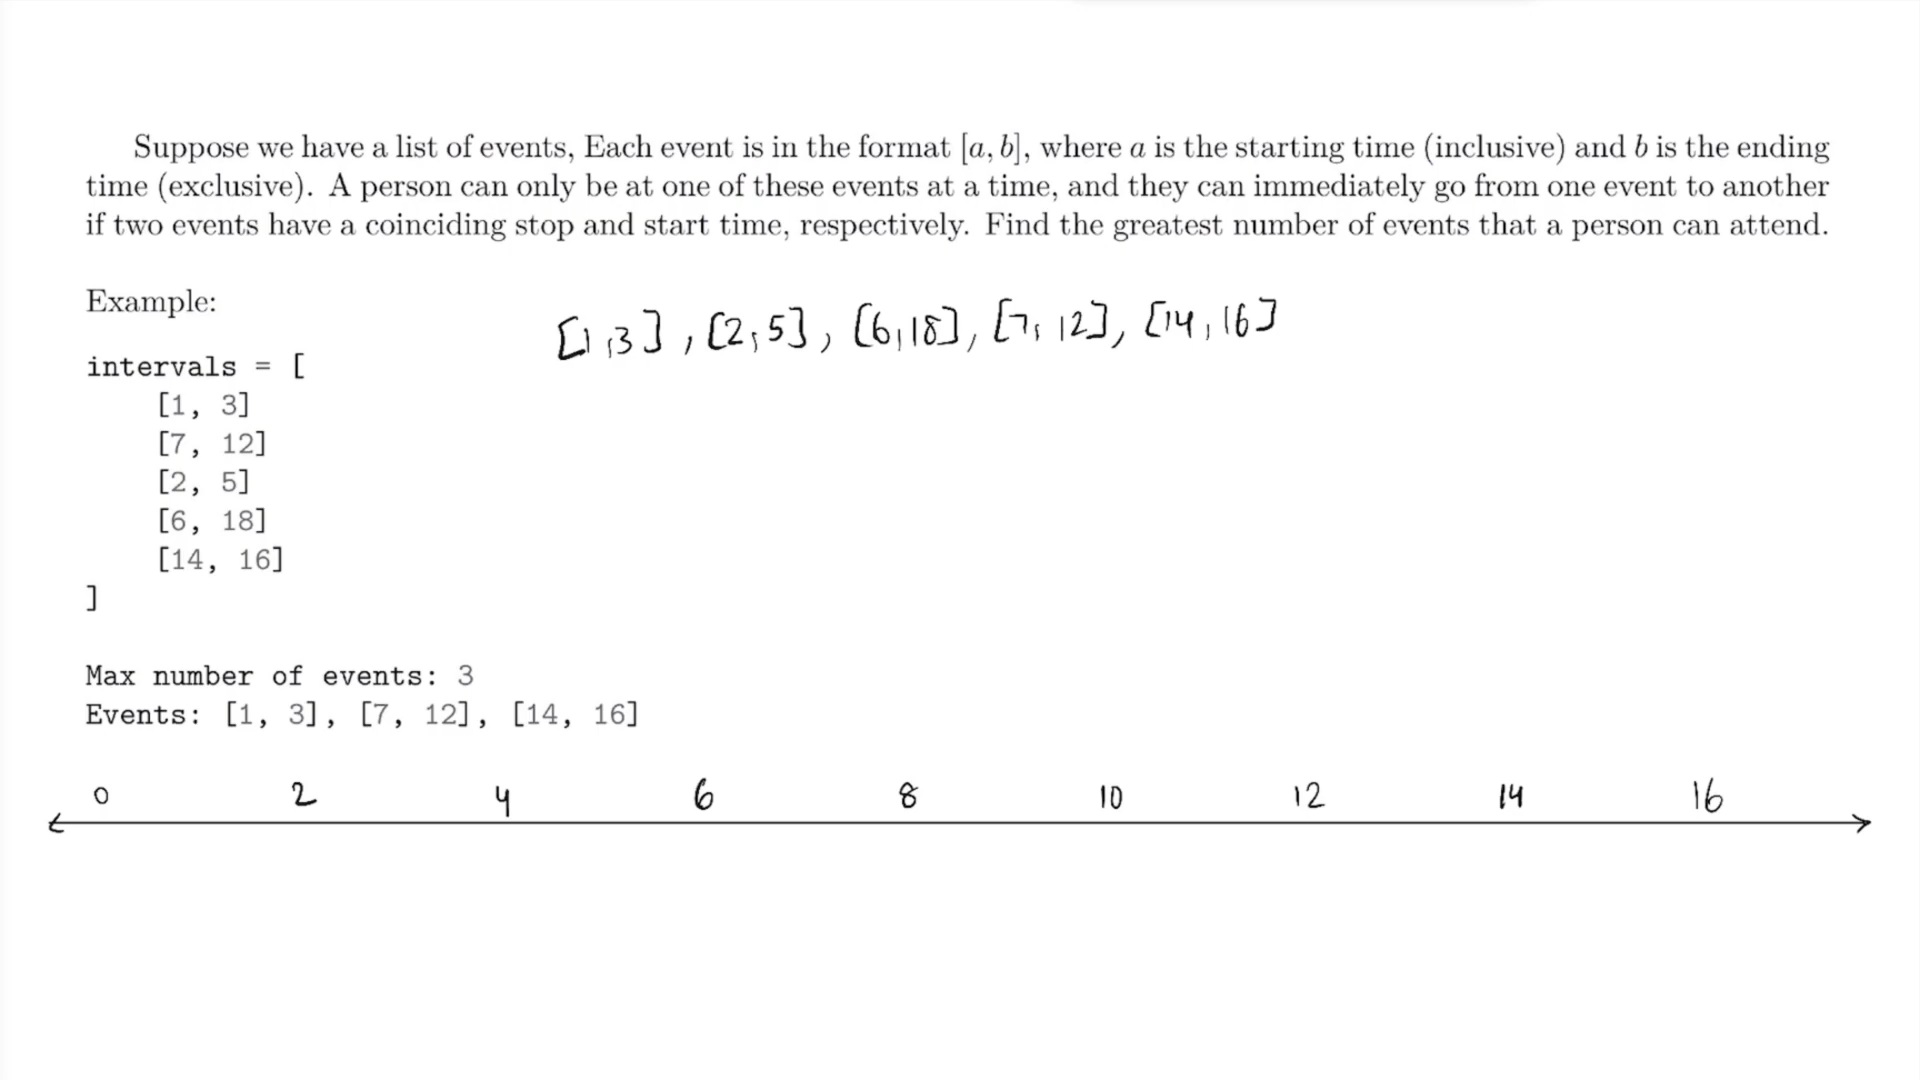 Suppose we have a list of events, Each event is in the format [a, b], where a is the starting time (inclusive) and b is the ending
time (exclusive). A person can only be at one of these events at a time, and they can immediately go from one event to another
if two events have a coinciding stop and start time, respectively. Find the greatest number of events that a person can attend.
Example:
[1,3], [2,5], [6,18], [7,12], [14,16]
intervals = [
[1, 3]
[7, 12]
[2, 5]
[6, 18]
[14, 16]
]
Max number of events: 3
Events: [1, 3], [7, 12], [14, 16]
0 2 4 6 8 10 12 14 16